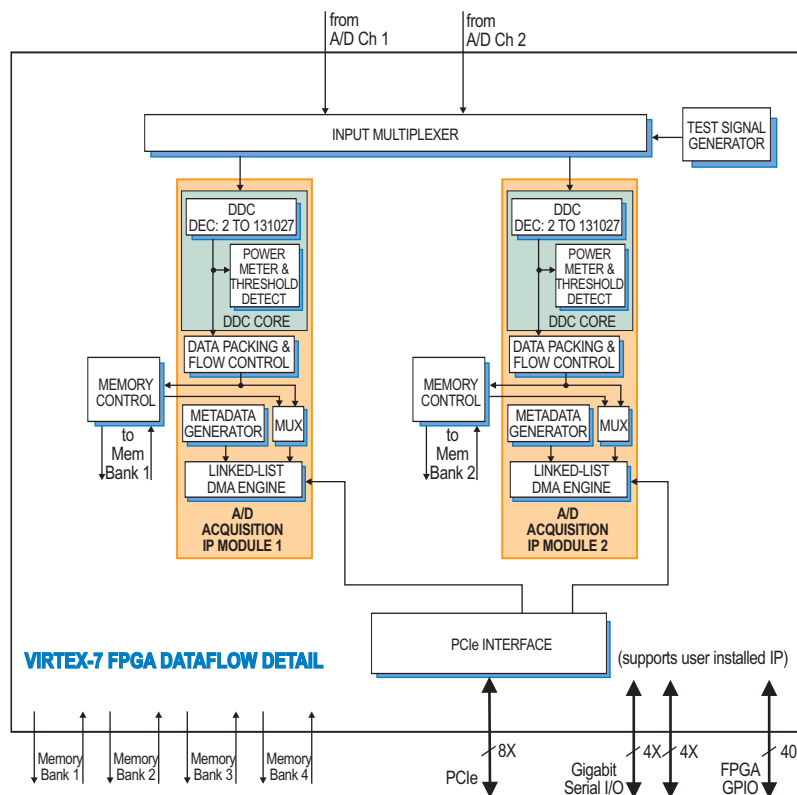 from
A/D Ch 1
from
A/D Ch 2
INPUT MULTIPLEXER
TEST SIGNAL
GENERATOR
DDC
DEC: 2 TO 131027
POWER
METER &
THRESHOLD
DETECT
DDC CORE
DATA PACKING &
FLOW CONTROL
MEMORY
CONTROL
METADATA
GENERATOR
MUX
to
Mem
Bank 1
LINKED-LIST
DMA ENGINE
A/D
ACQUISITION
IP MODULE 1
DDC
DEC: 2 TO 131027
POWER
METER &
THRESHOLD
DETECT
DDC CORE
DATA PACKING &
FLOW CONTROL
MEMORY
CONTROL
METADATA
GENERATOR
MUX
to
Mem
Bank 2
LINKED-LIST
DMA ENGINE
A/D
ACQUISITION
IP MODULE 2
PCIe INTERFACE
VIRTEX-7 FPGA DATAFLOW DETAIL
(supports user installed IP)
Memory
Bank 1
Memory
Bank 2
Memory
Bank 3
Memory
Bank 4
8X
PCIe
4X
4X
Gigabit
Serial I/O
40
FPGA
GPIO